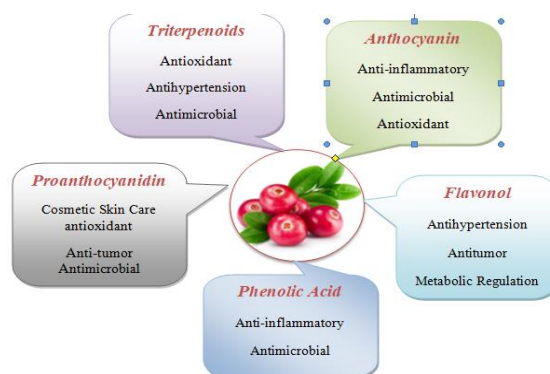 Triterpenoids
Antioxidant
Antihypertension
Antimicrobial
Anthocyanin
Anti-inflammatory
Antimicrobial
Antioxidant
Proanthocyanidin
Cosmetic Skin Care
antioxidant
Anti-tumor
Antimicrobial
Flavonol
Antihypertension
Antitumor
Metabolic Regulation
Phenolic Acid
Anti-inflammatory
Antimicrobial